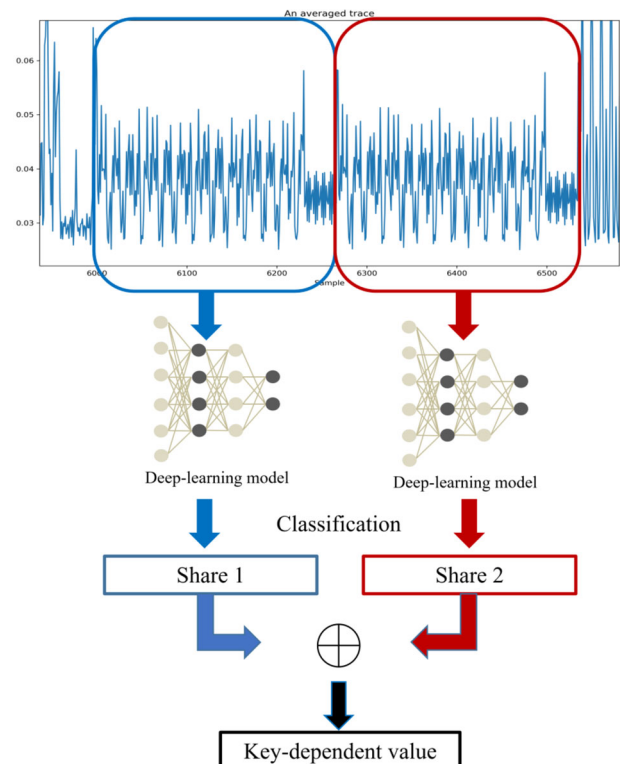 An averaged trace
0.06
0.05
0.04
0.03
6000 6100 6200 6300 6400 6500
Sample
Deep-learning model Deep-learning model
Classification
Share 1 Share 2
Key-dependent value